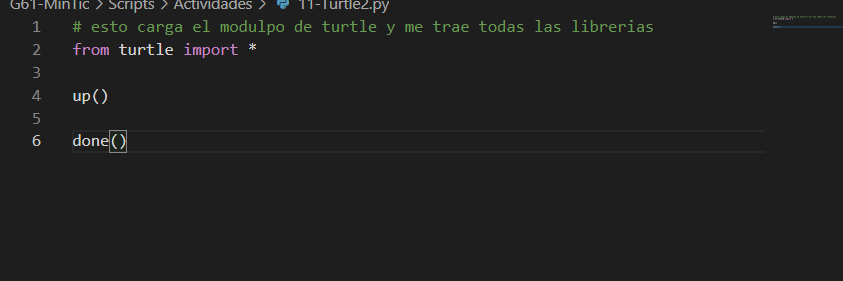 G61-MinTic > Scripts > Actividades > 11-Turtle2.py
1 # esto carga el modulpo de turtle y me trae todas las librerias
2 from turtle import *
3
4 up()
5
6 done()